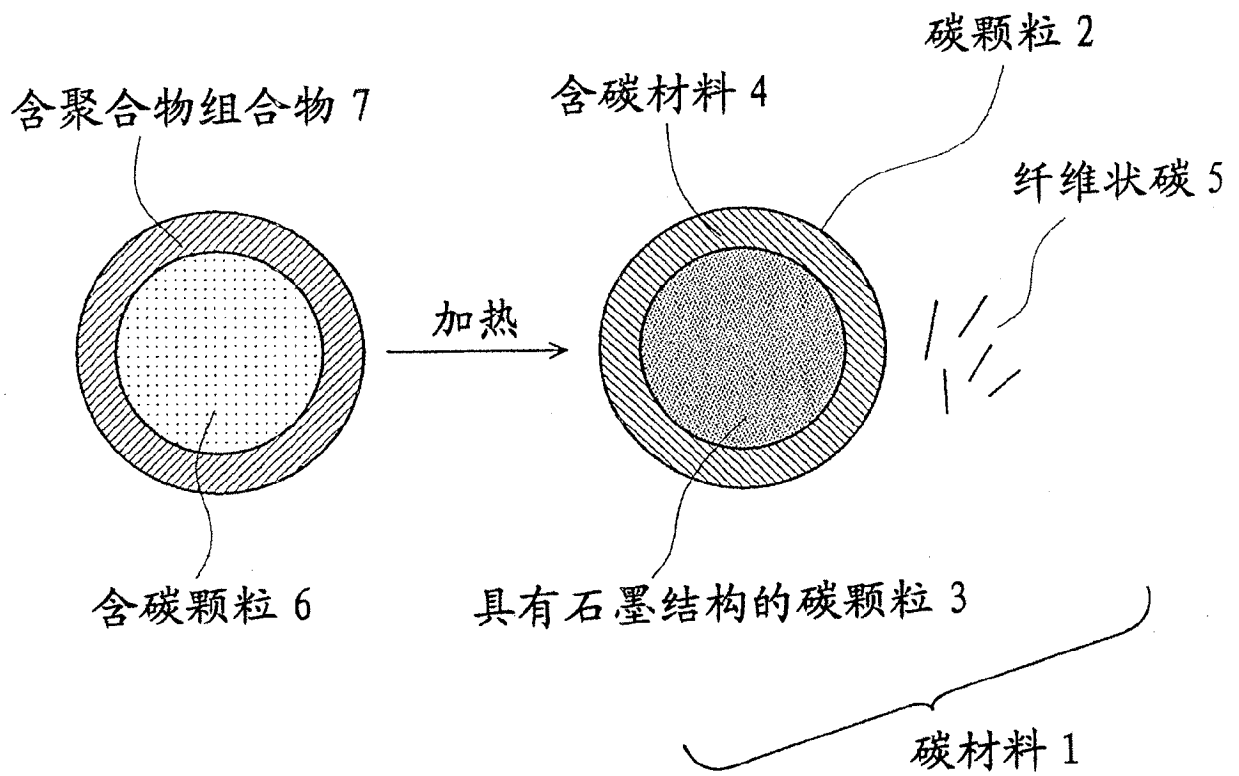 碳颗粒 2
含聚合物组合物 7
含碳材料 4
纤维状碳 5
加热
含碳颗粒 6
具有石墨结构的碳颗粒 3
碳材料 1